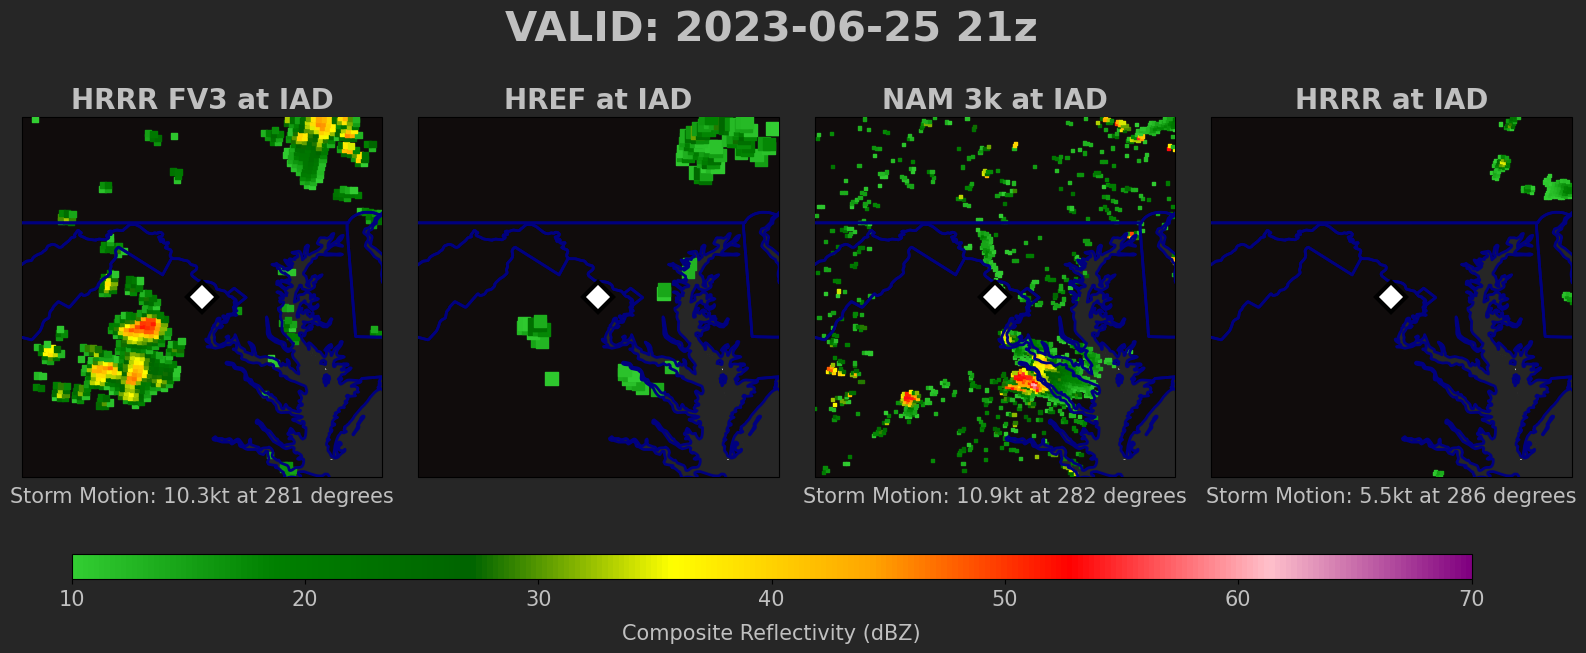 VALID: 2023-06-25 21z
HRRR FV3 at IAD
HREF at IAD
NAM 3k at IAD
HRRR at IAD
Storm Motion: 10.3kt at 281 degrees
Storm Motion: 10.9kt at 282 degrees
Storm Motion: 5.5kt at 286 degrees
10 20 30 40 50 60 70
Composite Reflectivity (dBZ)